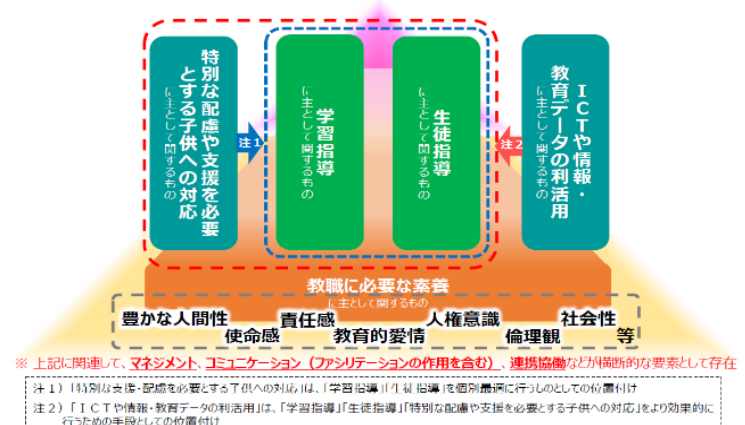 特別な配慮や支援を必要
とする子供への対応
に主として関するもの
注1
学習指導
に主として関するもの
生徒指導
に主として関するもの
注2
ICTや情報・
教育データの利活用
に主として関するもの
教職に必要な素養
に主として関するもの
豊かな人間性
使命感
責任感
教育的愛情
人権意識
倫理観
社会性
等
※ 上記に関連して、マネジメント、コミュニケーション（ファシリテーションの作用を含む）、連携協働などが横断的な要素として存在
注１）「特別な支援・配慮を必要とする子供への対応」は、「学習指導」「生徒指導」を個別最適に行うものとしての位置付け
注２）「ＩＣＴや情報・教育データの利活用」は、「学習指導」「生徒指導」「特別な配慮や支援を必要とする子供への対応」をより効果的に
行うための手段としての位置付け